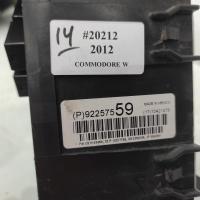 14
#20212
2012
COMMODORE W
(P)92257559
MADE IN MEXICO